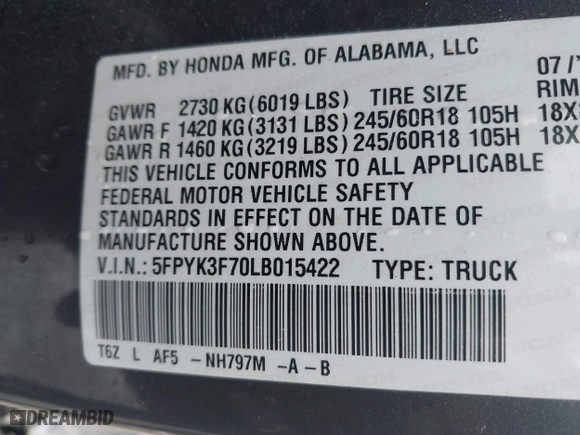 MFD. BY HONDA MFG. OF ALABAMA, LLC
07 /
GVWR 2730 KG (6019 LBS) TIRE SIZE RIM
GAWR F 1420 KG (3131 LBS) 245/60R18 105H 18X
GAWR R 1460 KG (3219 LBS) 245/60R18 105H 18X
THIS VEHICLE CONFORMS TO ALL APPLICABLE
FEDERAL MOTOR VEHICLE SAFETY
STANDARDS IN EFFECT ON THE DATE OF
MANUFACTURE SHOWN ABOVE.
V.I.N.: 5FPYK3F70LB015422 TYPE: TRUCK
T6Z L AF5 -NH797M -A-B
DREAMBID